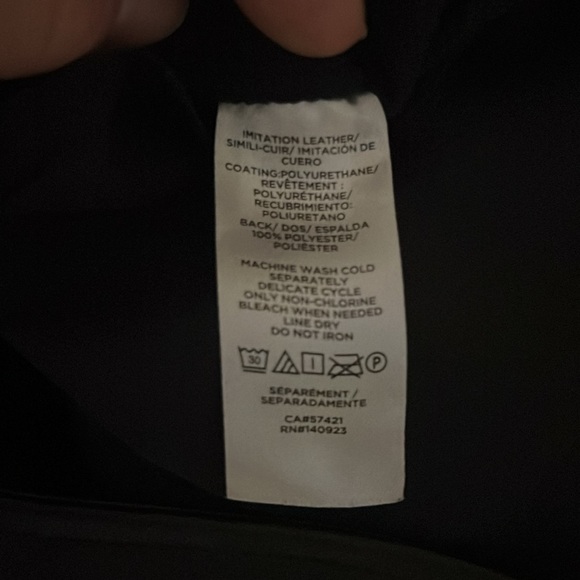 IMITATION LEATHER/
SIMILI-CUIR/ IMITACIÓN DE
CUERO
COATING:POLYURETHANE/
REVÊTEMENT :
POLYURÉTHANE/
RECUBRIMIENTO:
POLIURETANO
BACK/ DOS/ ESPALDA
100% POLYESTER/
POLIÉSTER
MACHINE WASH COLD
SEPARATELY
DELICATE CYCLE
ONLY NON-CHLORINE
BLEACH WHEN NEEDED
LINE DRY
DO NOT IRON
30 P
SÉPARÉMENT /
SEPARADAMENTE
CA#57421
RN#140923